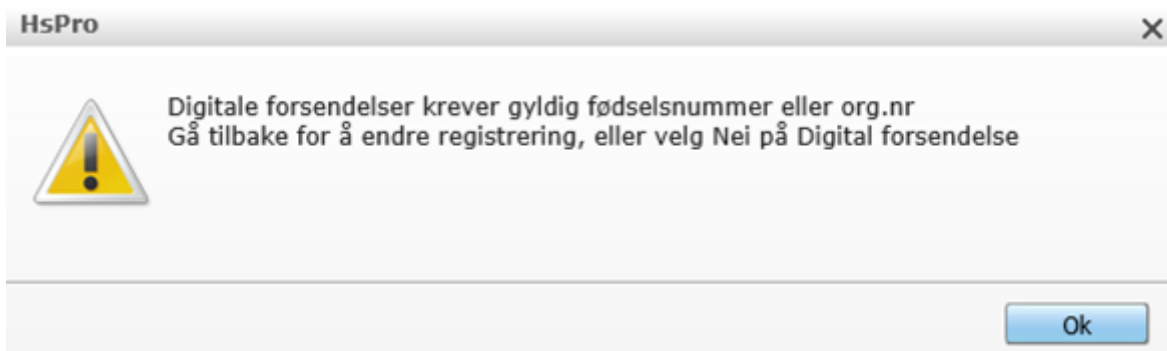 HsPro
Digitale forsendelser krever gyldig fødselsnummer eller org.nr
Gå tilbake for å endre registrering, eller velg Nei på Digital forsendelse
Ok